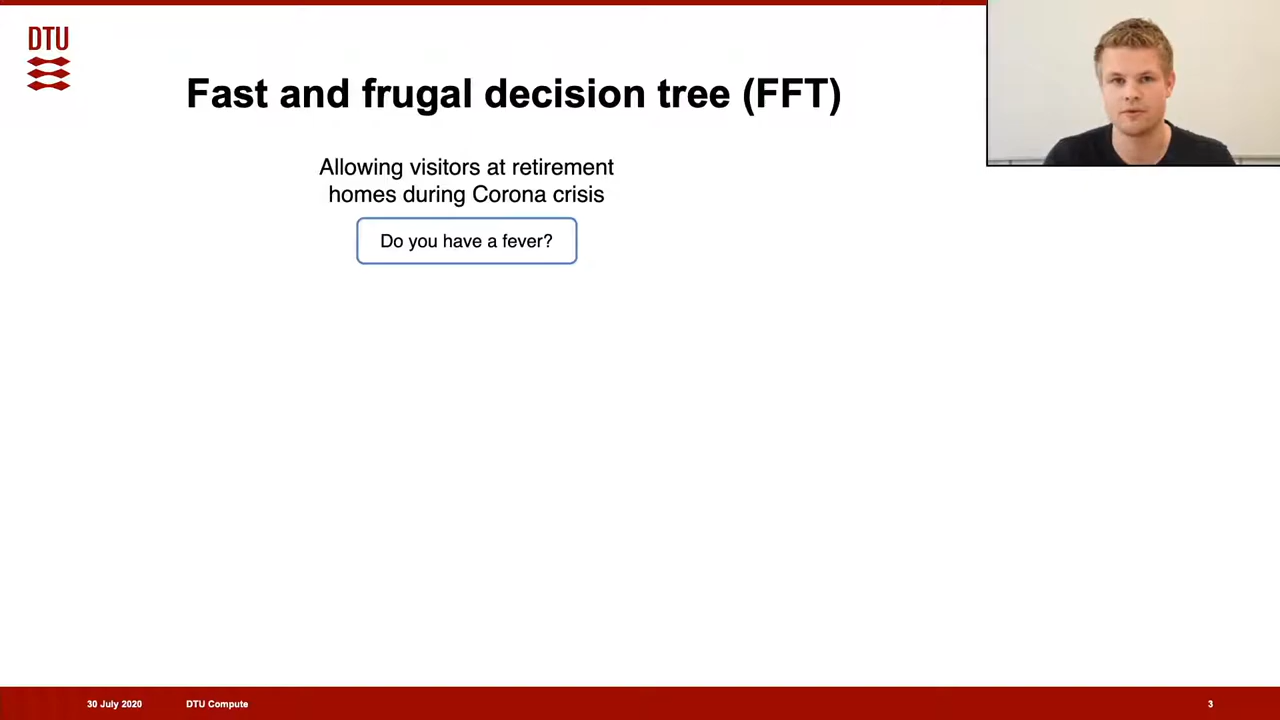 DTU
Fast and frugal decision tree (FFT)
Allowing visitors at retirement
homes during Corona crisis
Do you have a fever?
30 July 2020 DTU Compute 3